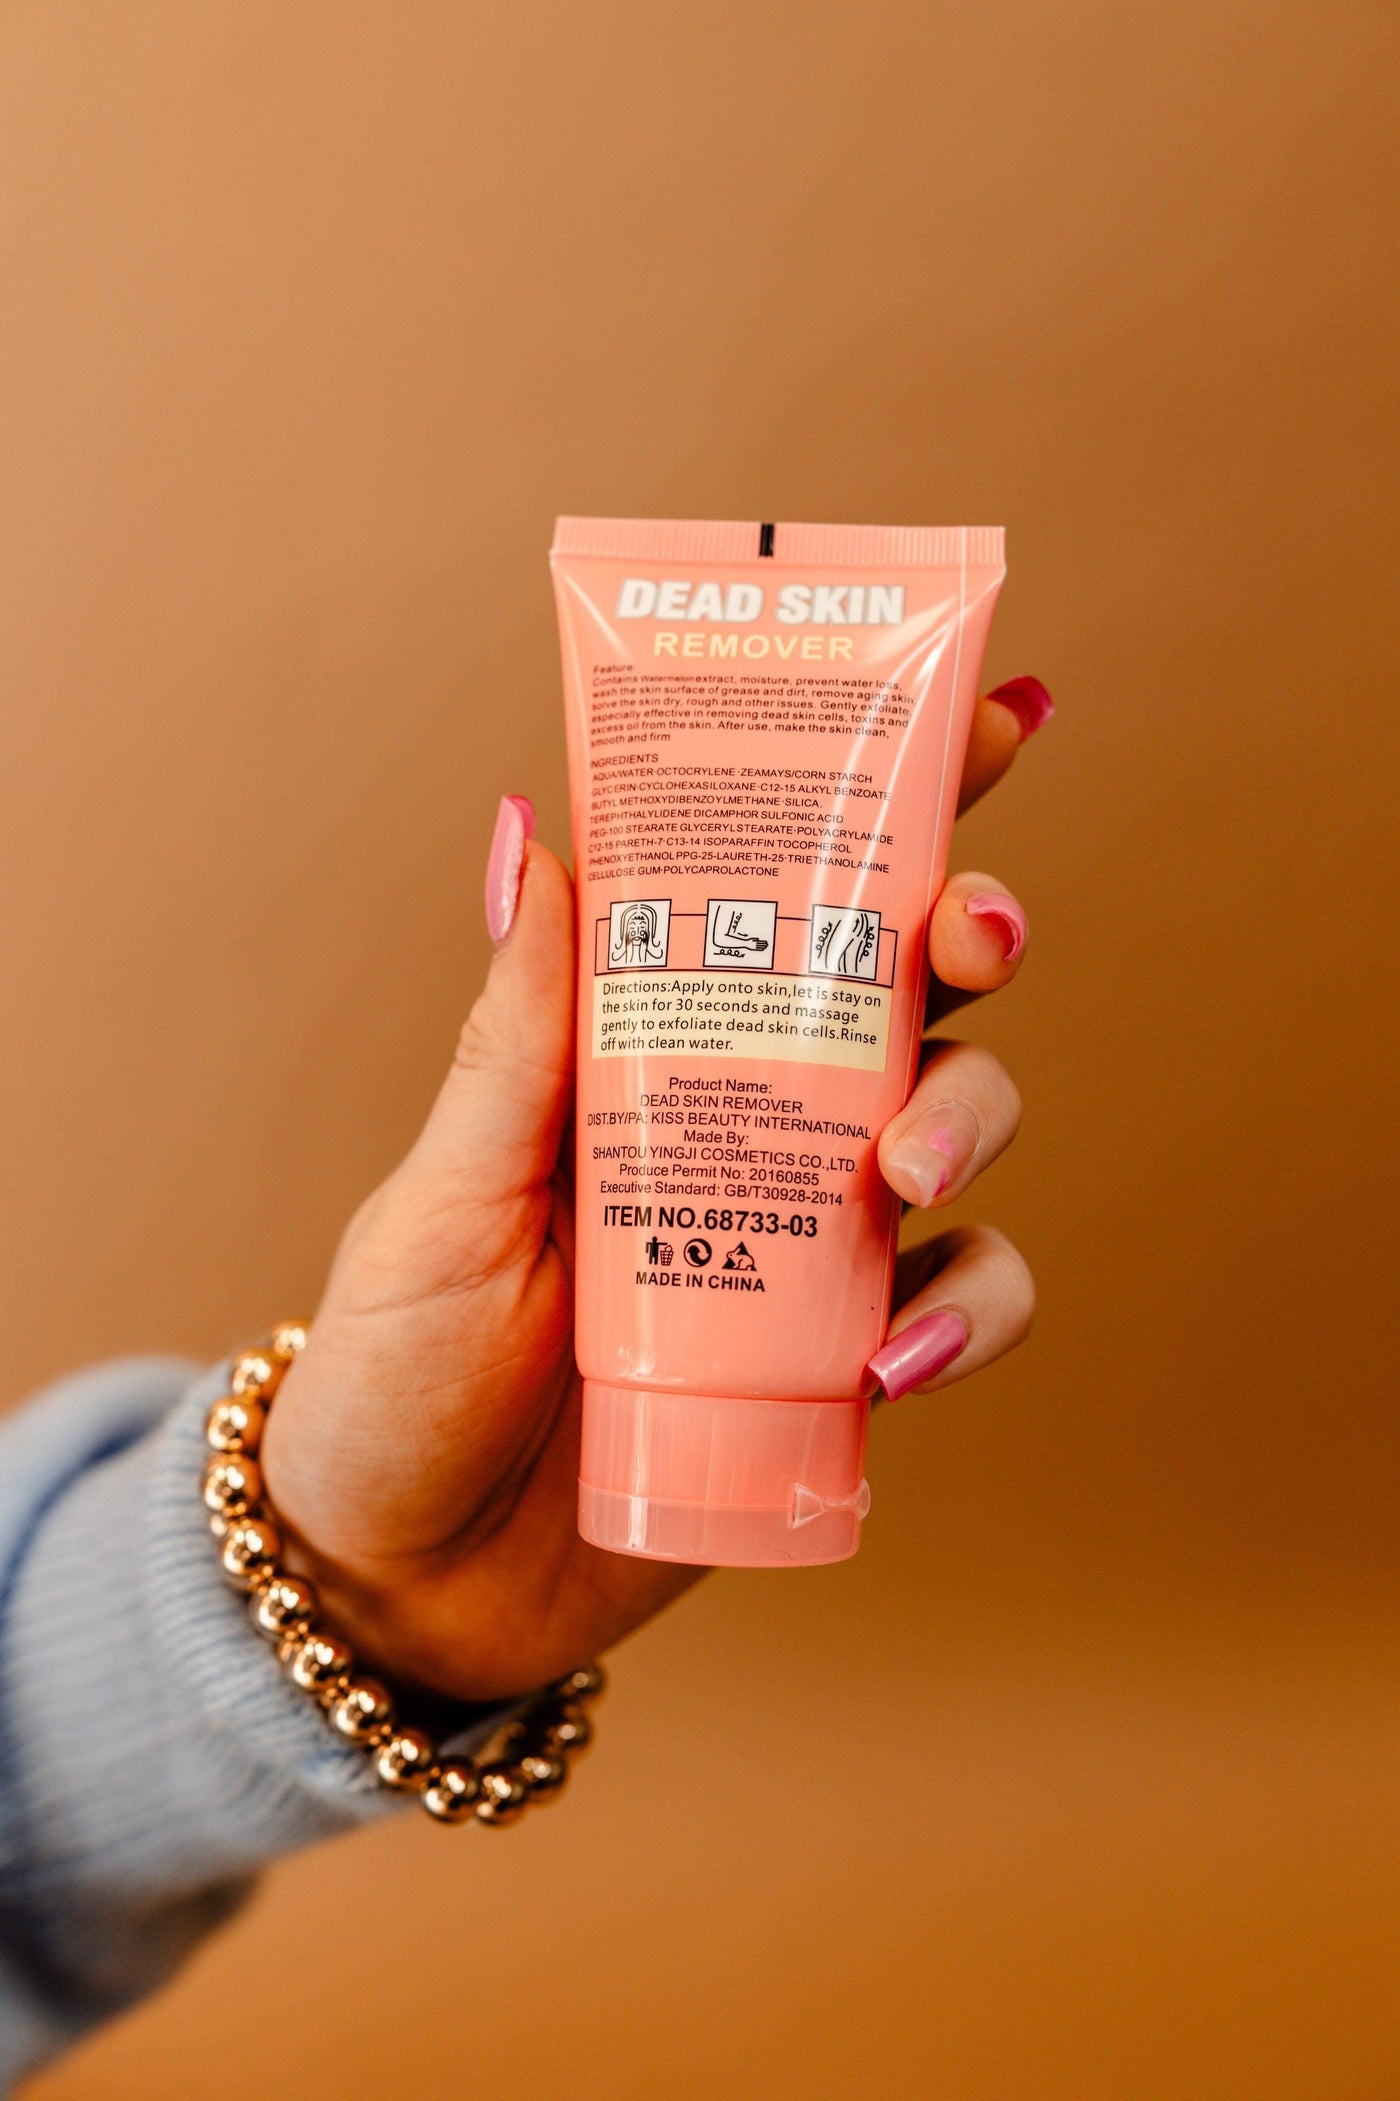 DEAD SKIN
REMOVER
Feature:
Contains Watermelon extract, moisture, prevent water loss,
wash the skin surface of grease and dirt, remove aging skin,
solve the skin dry, rough and other issues. Gently exfoliate,
especially effective in removing dead skin cells, toxins and
excess oil from the skin. After use, make the skin clean,
smooth and firm
INGREDIENTS
AQUA/WATER·OCTOCRYLENE·ZEAMAYS/CORN STARCH
GLYCERIN·CYCLOHEXASILOXANE·C12-15 ALKYL BENZOATE
BUTYL METHOXYDIBENZOYLMETHANE·SILICA.
TEREPHTHALYLIDENE DICAMPHOR SULFONIC ACID
PEG-100 STEARATE GLYCERYLSTEARATE·POLYACRYLAMIDE
C12-15 PARETH-7·C13-14 ISOPARAFFIN TOCOPHEROL
PHENOXYETHANOL PPG-25-LAURETH-25·TRIETHANOLAMINE
CELLULOSE GUM·POLYCAPROLACTONE
Directions:Apply onto skin,let is stay on
the skin for 30 seconds and massage
gently to exfoliate dead skin cells.Rinse
off with clean water.
Product Name:
DEAD SKIN REMOVER
DIST.BY/PA: KISS BEAUTY INTERNATIONAL
Made By:
SHANTOU YINGJI COSMETICS CO.,LTD.
Produce Permit No: 20160855
Executive Standard: GB/T30928-2014
ITEM NO.68733-03
MADE IN CHINA